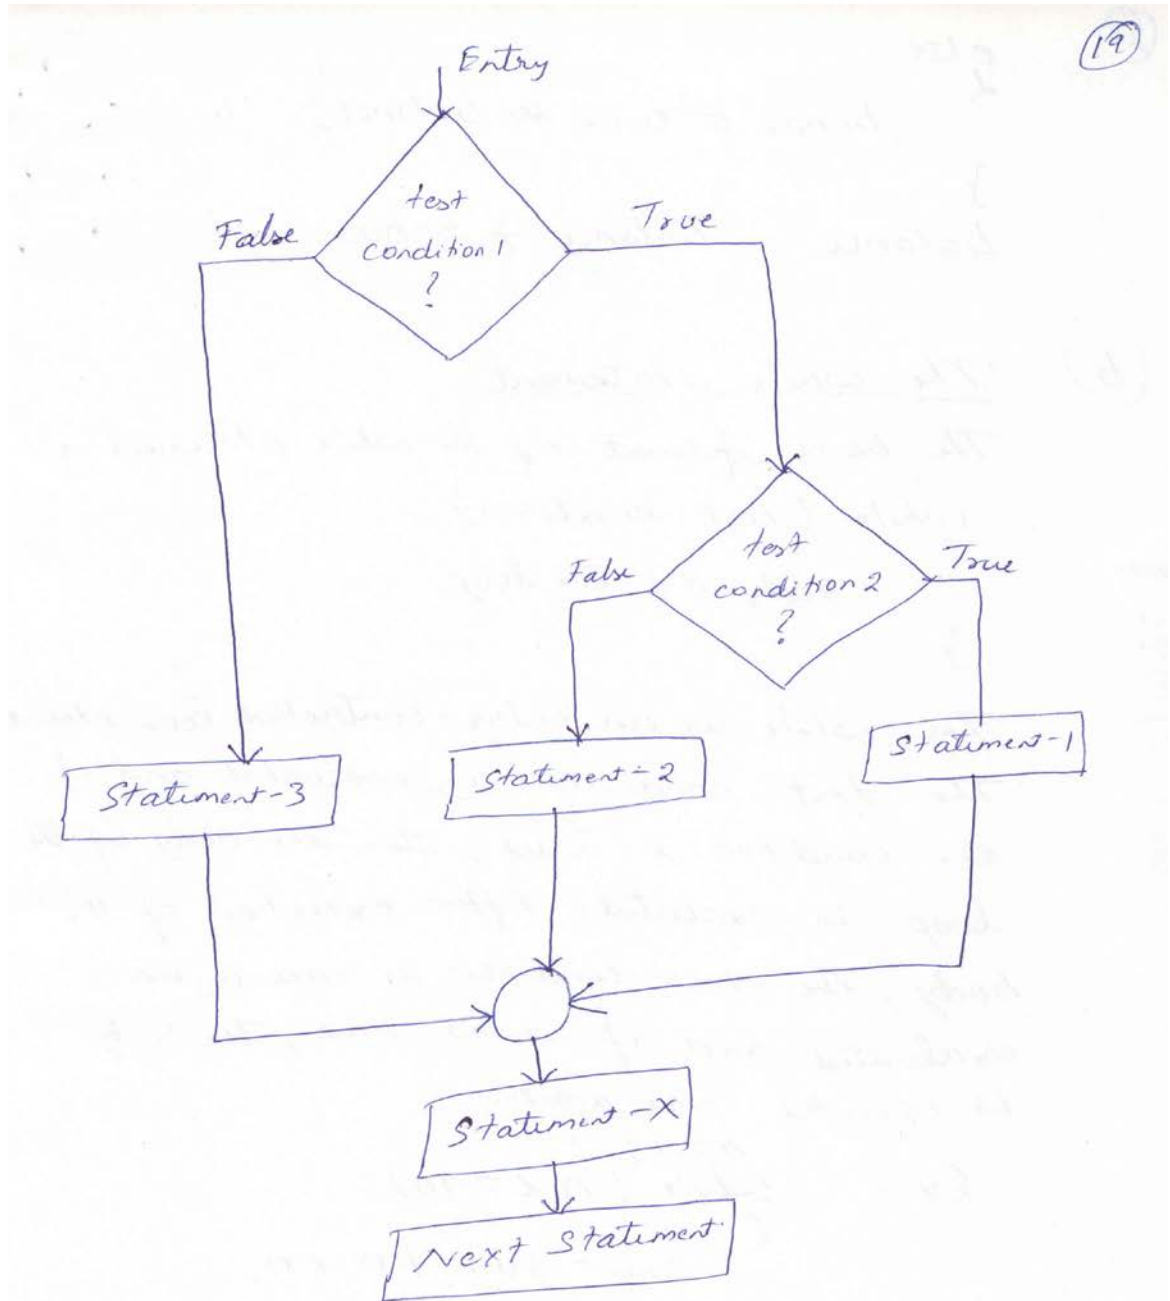 19
Entry
test
condition 1
?
False
True
test
condition 2
?
False
True
Statement-3
Statement-2
Statement-1
Statement-X
Next Statement